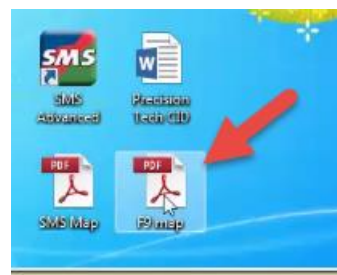 SMS
SMS
Advanced
W
Precision
Tech CID
PDF
SMS Map
PDF
F9 map